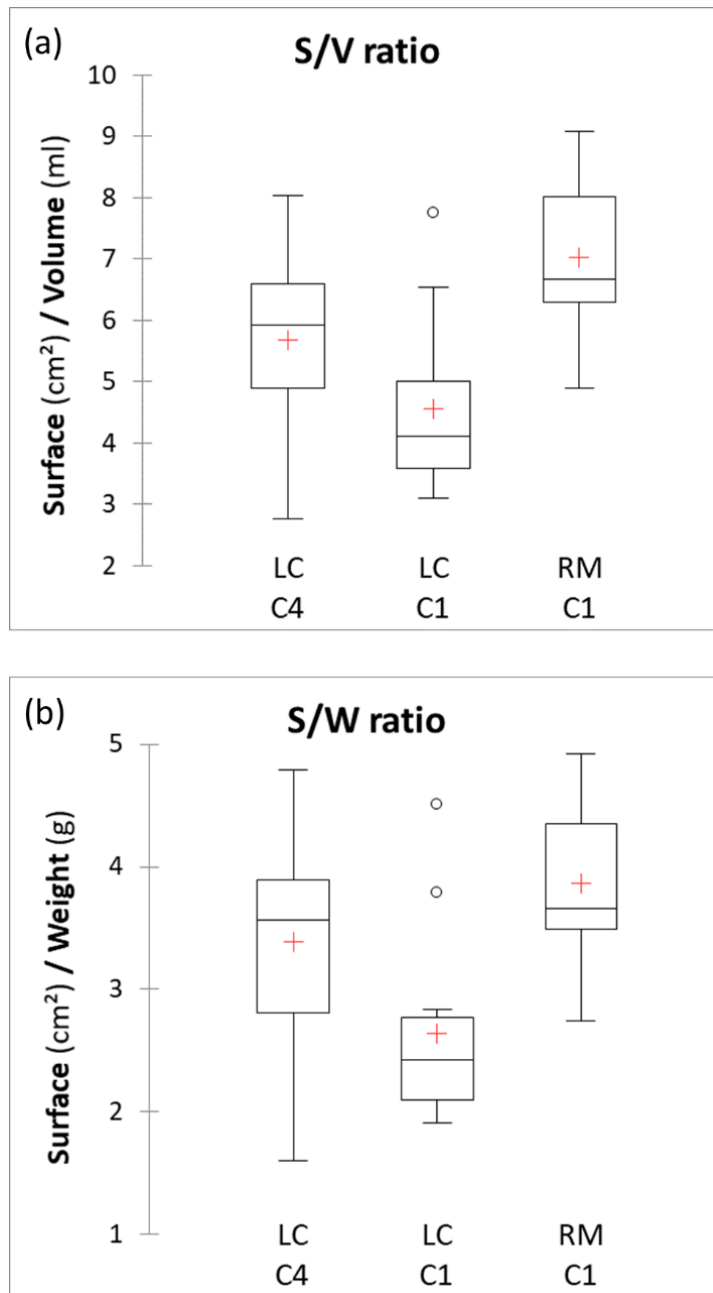 (a)
S/V ratio
Surface (cm²) / Volume (ml)
10
9
8
7
6
5
4
3
2
LC LC RM
C4 C1 C1
(b)
S/W ratio
Surface (cm²) / Weight (g)
5
4
3
2
1
LC LC RM
C4 C1 C1